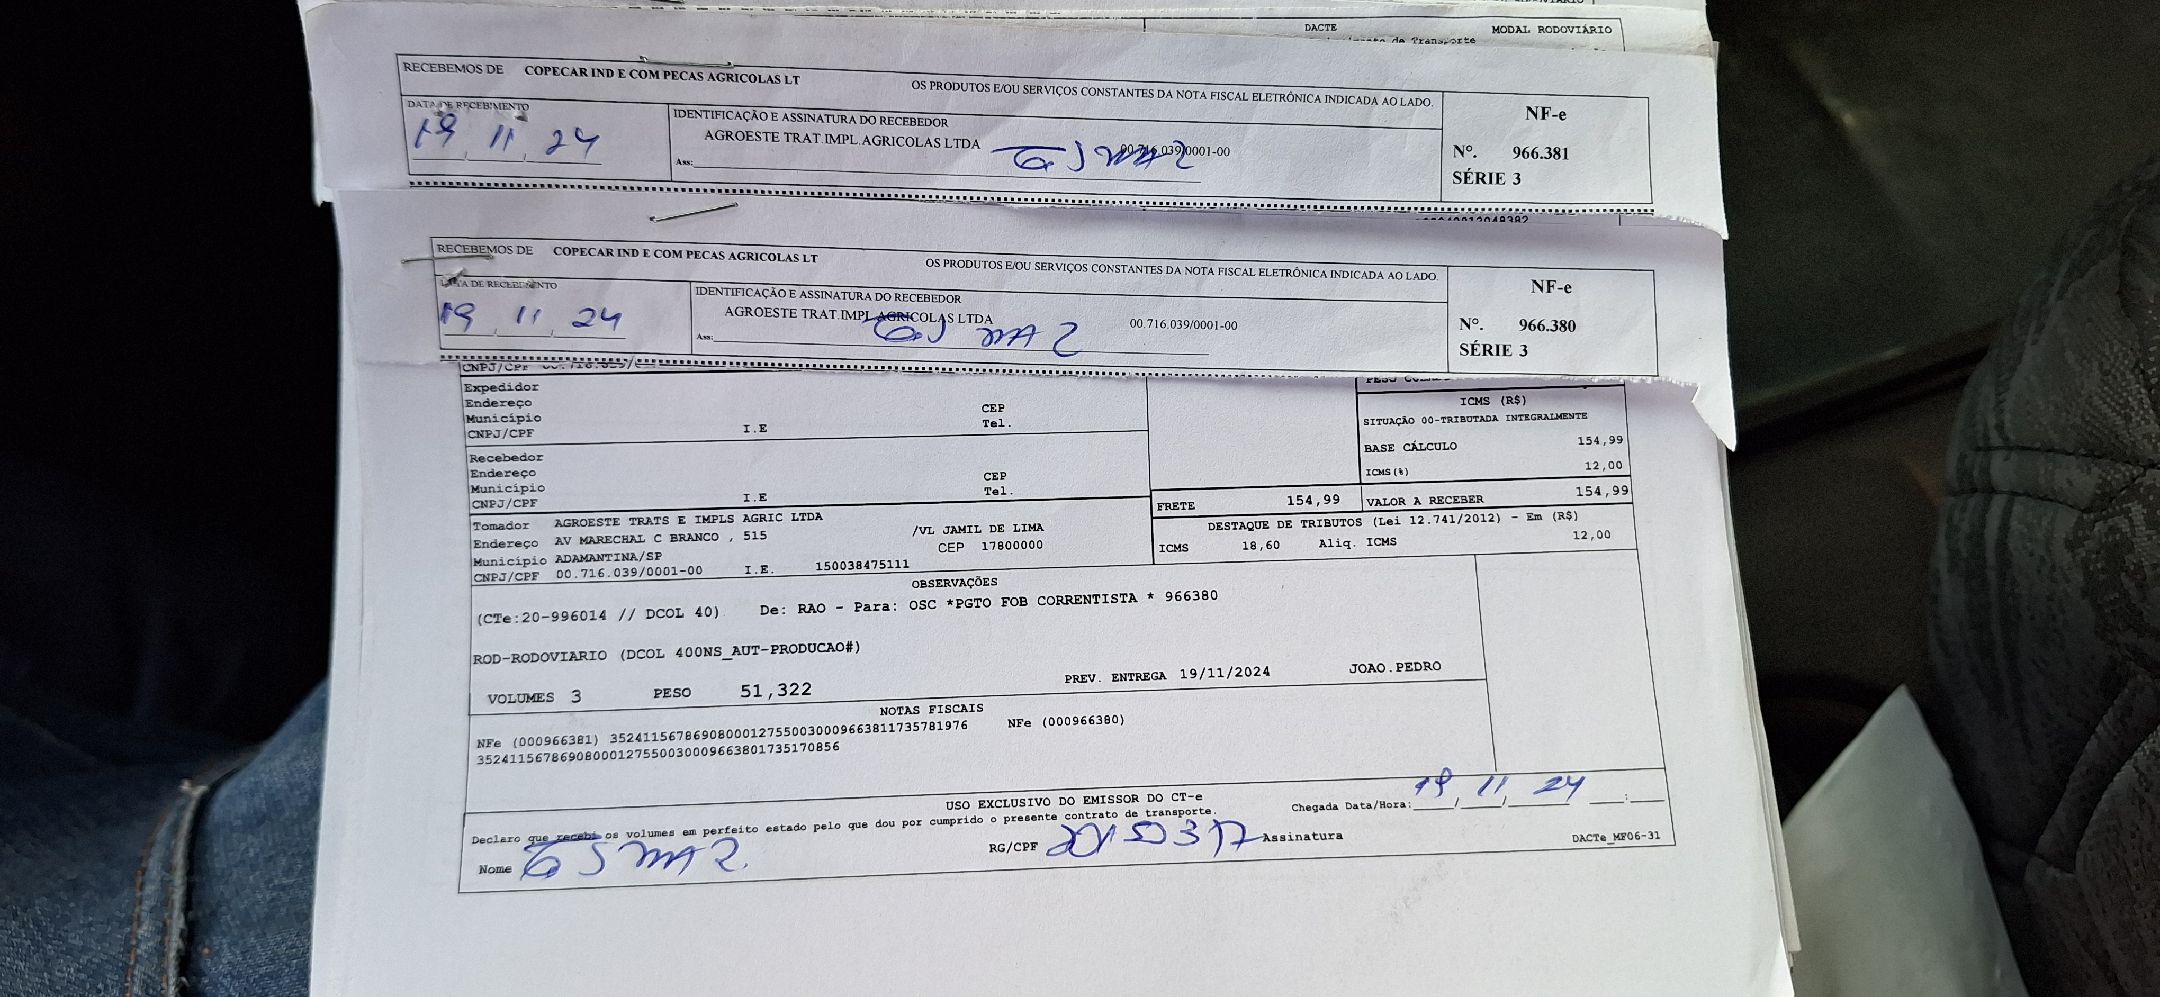 DACTE MODAL RODOVIÁRIO
de Transporte
RECEBEMOS DE COPECAR IND E COM PECAS AGRICOLAS LT OS PRODUTOS E/OU SERVIÇOS CONSTANTES DA NOTA FISCAL ELETRÔNICA INDICADA AO LADO.
NF-e
DATA DE RECEBIMENTO IDENTIFICAÇÃO E ASSINATURA DO RECEBEDOR
19 11 24 AGROESTE TRAT.IMPL.AGRICOLAS LTDA 00.716.039/0001-00
Nº. 966.381
Ass:
SÉRIE 3
RECEBEMOS DE COPECAR IND E COM PECAS AGRICOLAS LT OS PRODUTOS E/OU SERVIÇOS CONSTANTES DA NOTA FISCAL ELETRÔNICA INDICADA AO LADO.
NF-e
DATA DE RECEBIMENTO IDENTIFICAÇÃO E ASSINATURA DO RECEBEDOR
19 11 24 AGROESTE TRAT.IMPL.AGRICOLAS LTDA 00.716.039/0001-00
Nº. 966.380
Ass:
SÉRIE 3
CNPJ/CPF
Expedidor
Endereço CEP
Município Tel.
CNPJ/CPF I.E
ICMS (R$)
SITUAÇÃO 00-TRIBUTADA INTEGRALMENTE
BASE CÁLCULO 154,99
ICMS(%) 12,00
Recebedor
Endereço CEP
Município Tel.
CNPJ/CPF I.E
FRETE 154,99 VALOR A RECEBER 154,99
Tomador AGROESTE TRATS E IMPLS AGRIC LTDA
Endereço AV MARECHAL C BRANCO , 515 /VL JAMIL DE LIMA
Município ADAMANTINA/SP CEP 17800000
CNPJ/CPF 00.716.039/0001-00 I.E. 150038475111
DESTAQUE DE TRIBUTOS (Lei 12.741/2012) - Em (R$)
ICMS 18,60 Aliq. ICMS 12,00
OBSERVAÇÕES
(CTe:20-996014 // DCOL 40) De: RAO - Para: OSC *PGTO FOB CORRENTISTA * 966380
ROD-RODOVIARIO (DCOL 400NS_AUT-PRODUCAO#)
VOLUMES 3 PESO 51,322 PREV. ENTREGA 19/11/2024 JOAO.PEDRO
NOTAS FISCAIS
NFe (000966381) 35241156786908000127550030009663811735781976 NFe (000966380)
35241156786908000127550030009663801735170856
USO EXCLUSIVO DO EMISSOR DO CT-e
Chegada Data/Hora: 19/11/24 :
Declaro que recebi os volumes em perfeito estado pelo que dou por cumprido o presente contrato de transporte.
Nome RG/CPF Assinatura DACTe_MF06-31